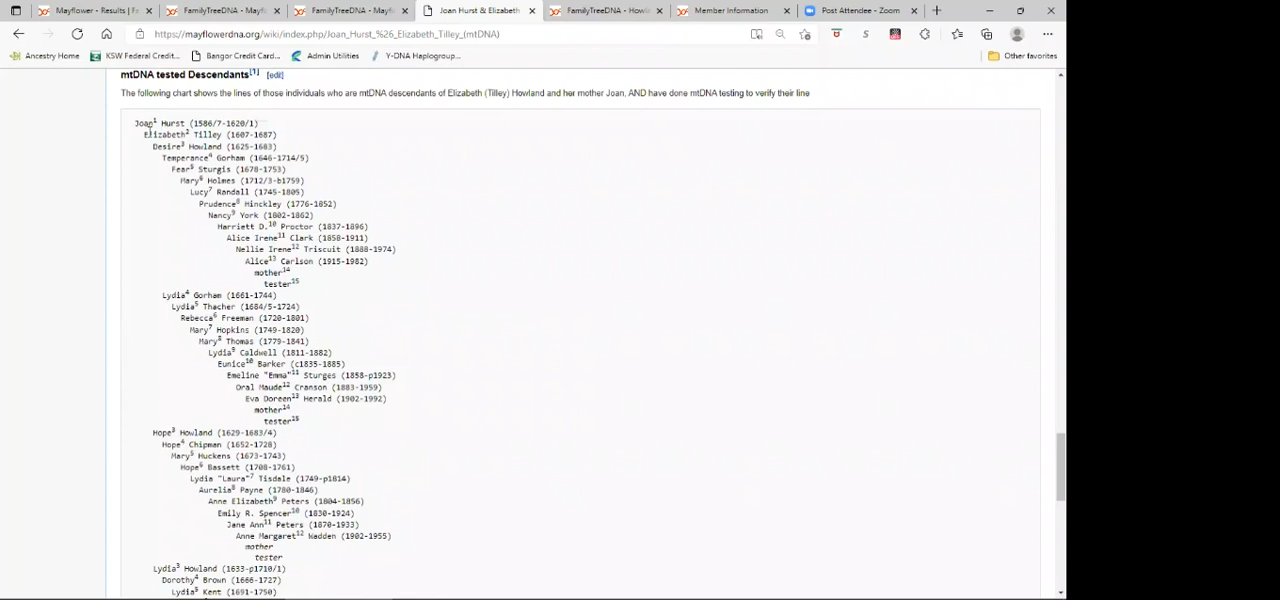 Mayflower - Results | Fa
FamilyTreeDNA - Mayf
FamilyTreeDNA - Mayf
Joan Hurst & Elizabeth
FamilyTreeDNA - Howl
Member Information
Post Attendee - Zoom
https://mayflowerdna.org/wiki/index.php/Joan_Hurst_%26_Elizabeth_Tilley_(mtDNA)
Ancestry Home
KSW Federal Credit...
Bangor Credit Card...
Admin Utilities
Y-DNA Haplogroup...
Other favorites
mtDNA tested Descendants[1] [edit]
The following chart shows the lines of those individuals who are mtDNA descendants of Elizabeth (Tilley) Howland and her mother Joan, AND have done mtDNA testing to verify their line
Joan1 Hurst (1586/7-1620/1)
Elizabeth2 Tilley (1607-1687)
Desire3 Howland (1625-1683)
Temperance4 Gorham (1646-1714/5)
Fear5 Sturgis (1678-1753)
Mary6 Holmes (1712/3-b1759)
Lucy7 Randall (1745-1805)
Prudence8 Hinckley (1776-1852)
Nancy9 York (1802-1862)
Harriett D.10 Proctor (1837-1896)
Alice Irene11 Clark (1858-1911)
Nellie Irene12 Triscuit (1888-1974)
Alice13 Carlson (1915-1982)
mother14
tester15
Lydia4 Gorham (1661-1744)
Lydia5 Thacher (1684/5-1724)
Rebecca6 Freeman (1720-1801)
Mary7 Hopkins (1749-1820)
Mary8 Thomas (1779-1841)
Lydia9 Caldwell (1811-1882)
Eunice10 Barker (c1835-1885)
Emeline "Emma"11 Sturges (1858-p1923)
Oral Maude12 Cranson (1883-1959)
Eva Doreen13 Herald (1902-1992)
mother14
tester15
Hope3 Howland (1629-1683/4)
Hope4 Chipman (1652-1728)
Mary5 Huckens (1673-1743)
Hope6 Bassett (1708-1761)
Lydia "Laura"7 Tisdale (1749-p1814)
Aurelia8 Payne (1780-1846)
Anne Elizabeth9 Peters (1804-1856)
Emily R. Spencer10 (1830-1924)
Jane Ann11 Peters (1870-1933)
Anne Margaret12 Wadden (1902-1955)
mother
tester
Lydia3 Howland (1633-p1710/1)
Dorothy4 Brown (1666-1727)
Lydia5 Kent (1691-1750)